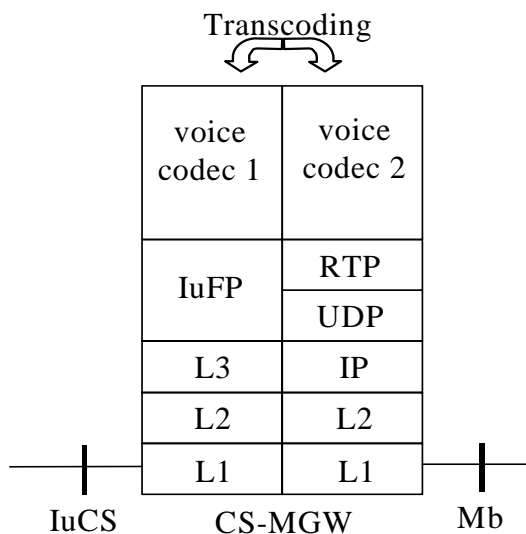 Transcoding
voice codec 1
voice codec 2
IuFP
RTP
UDP
L3
IP
L2
L2
L1
L1
IuCS
CS-MGW
Mb